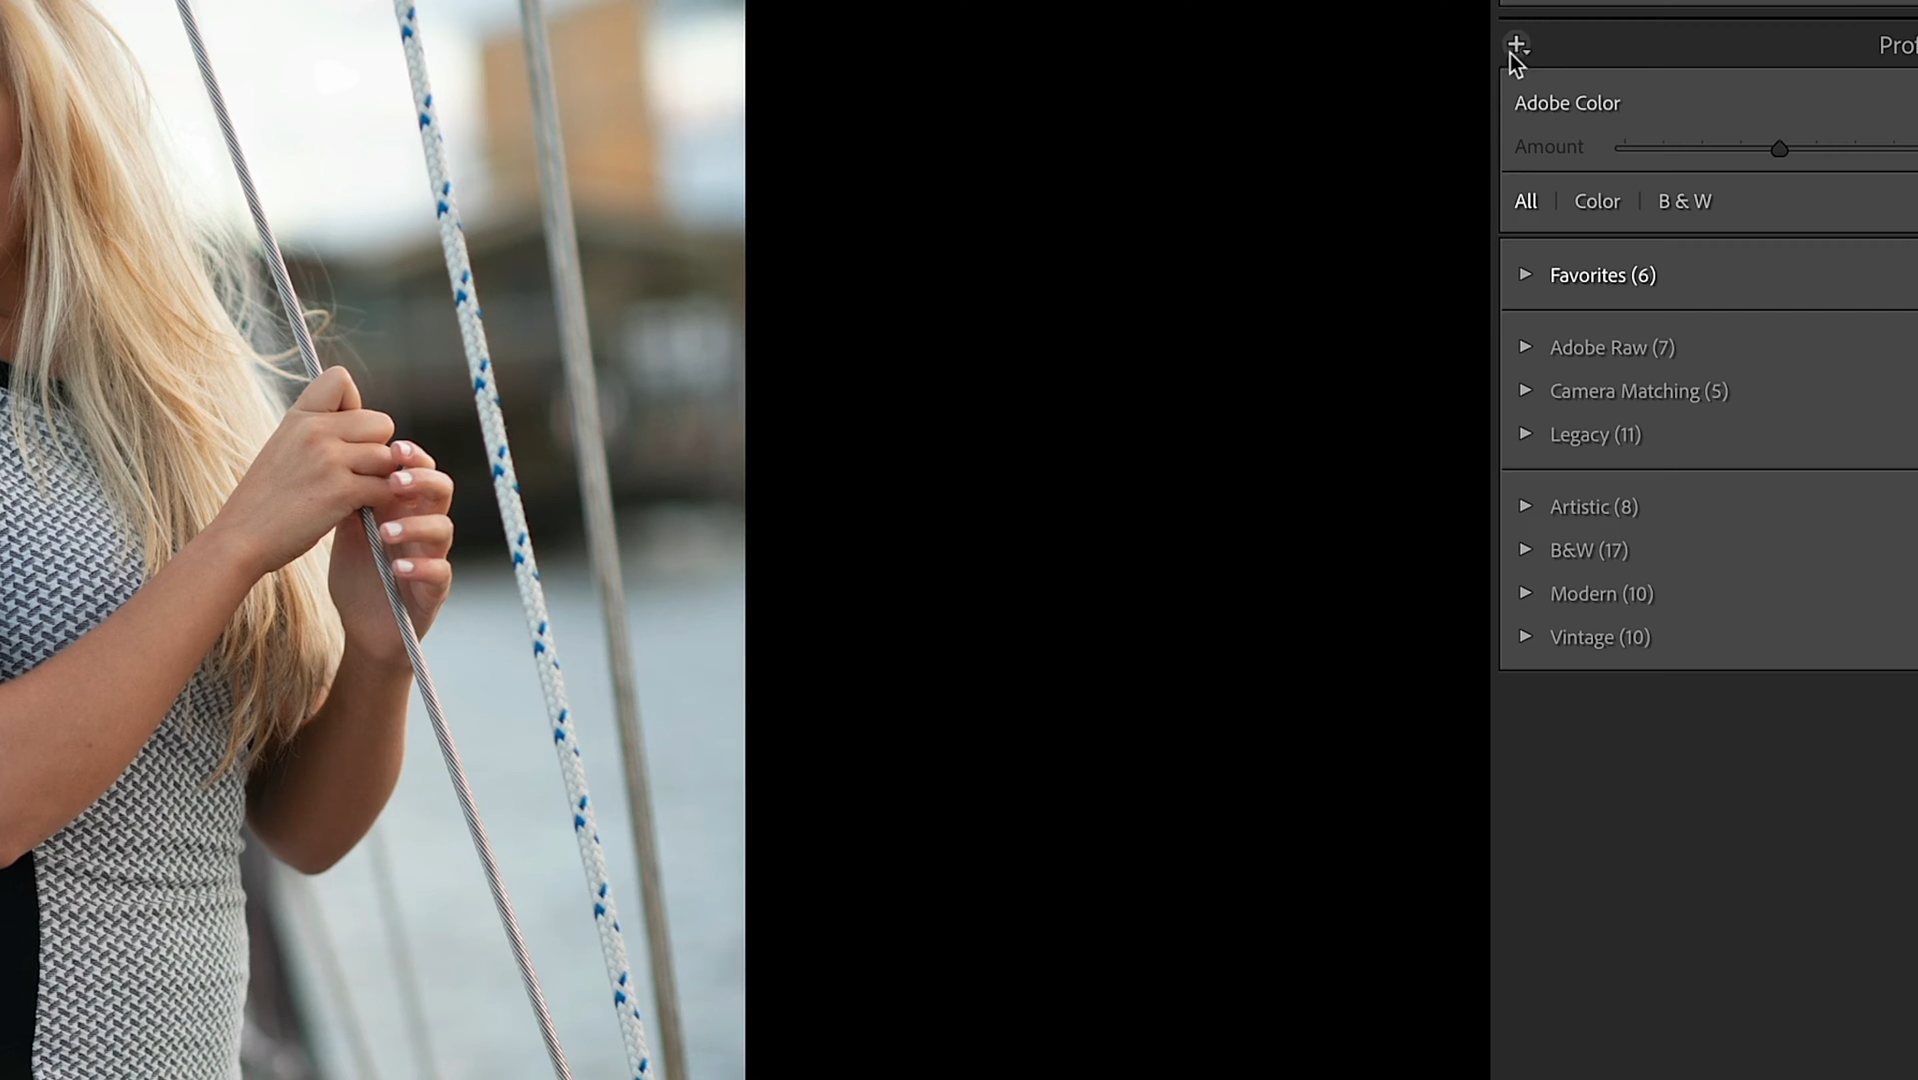 Prof
Adobe Color
Amount
All | Color | B & W
Favorites (6)
Adobe Raw (7)
Camera Matching (5)
Legacy (11)
Artistic (8)
B&W (17)
Modern (10)
Vintage (10)